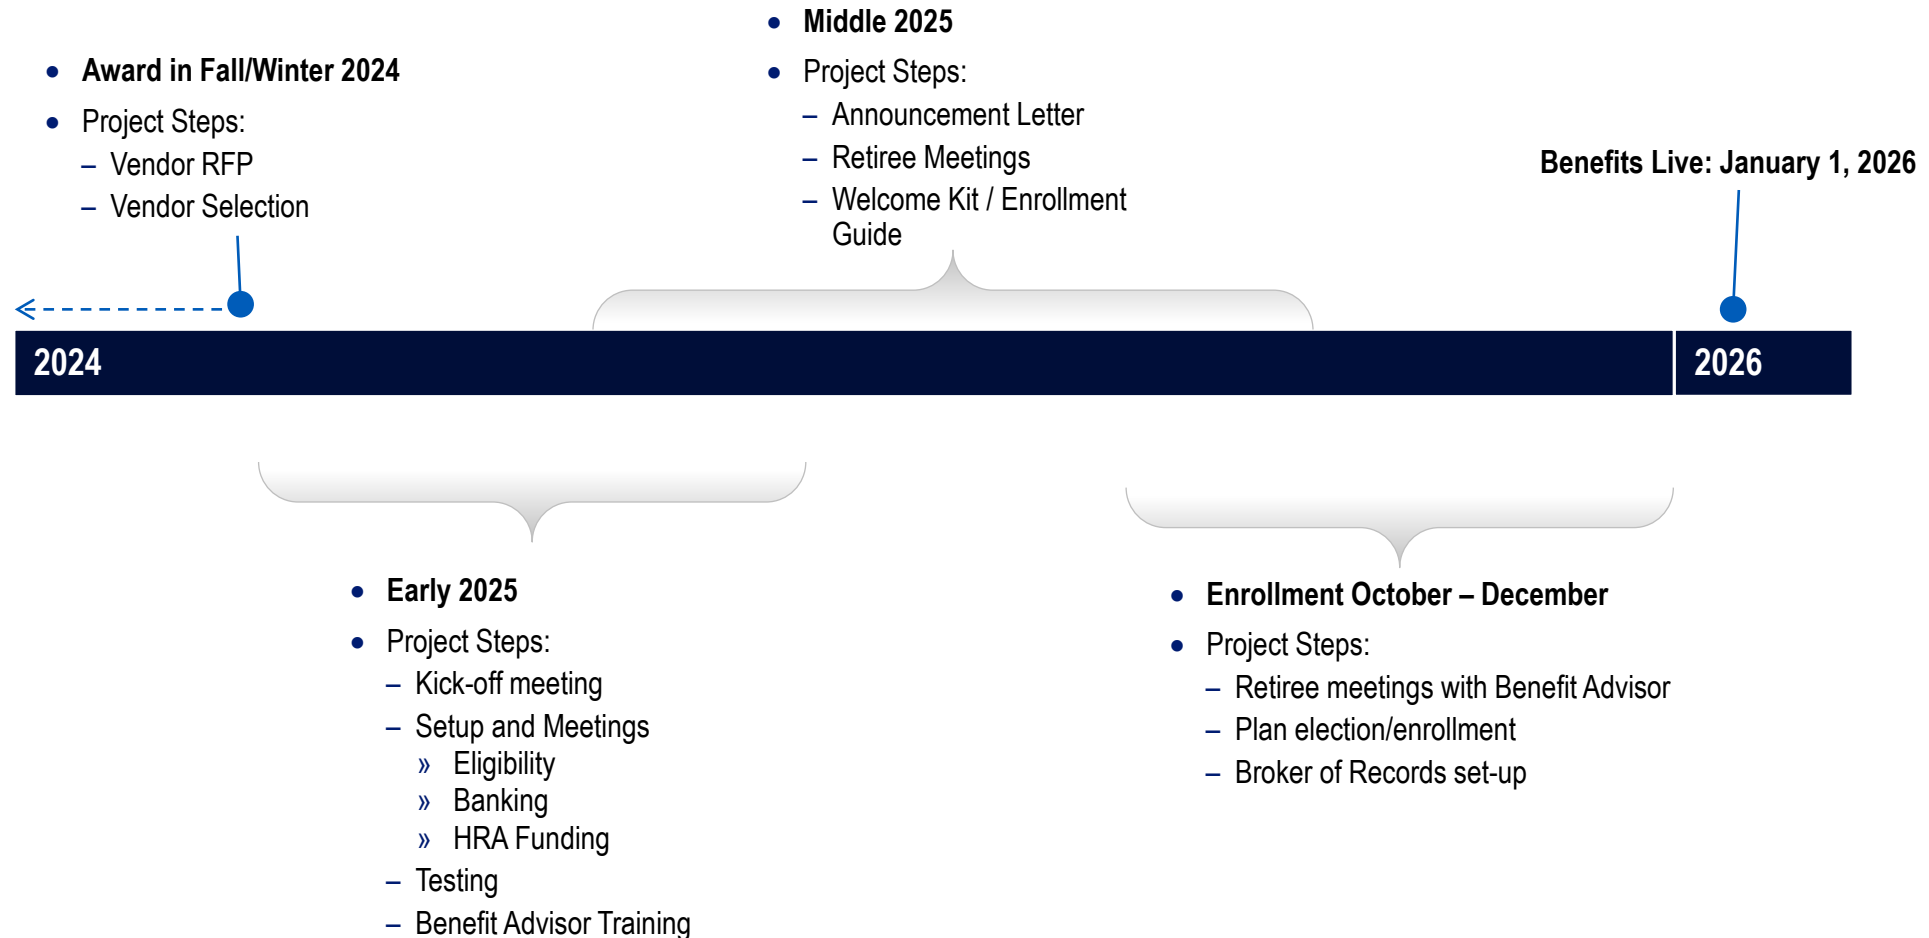 • Award in Fall/Winter 2024
• Project Steps:
– Vendor RFP
– Vendor Selection
• Middle 2025
• Project Steps:
– Announcement Letter
– Retiree Meetings
– Welcome Kit / Enrollment
Guide
Benefits Live: January 1, 2026
2024
2026
• Early 2025
• Project Steps:
– Kick-off meeting
– Setup and Meetings
» Eligibility
» Banking
» HRA Funding
– Testing
– Benefit Advisor Training
• Enrollment October – December
• Project Steps:
– Retiree meetings with Benefit Advisor
– Plan election/enrollment
– Broker of Records set-up